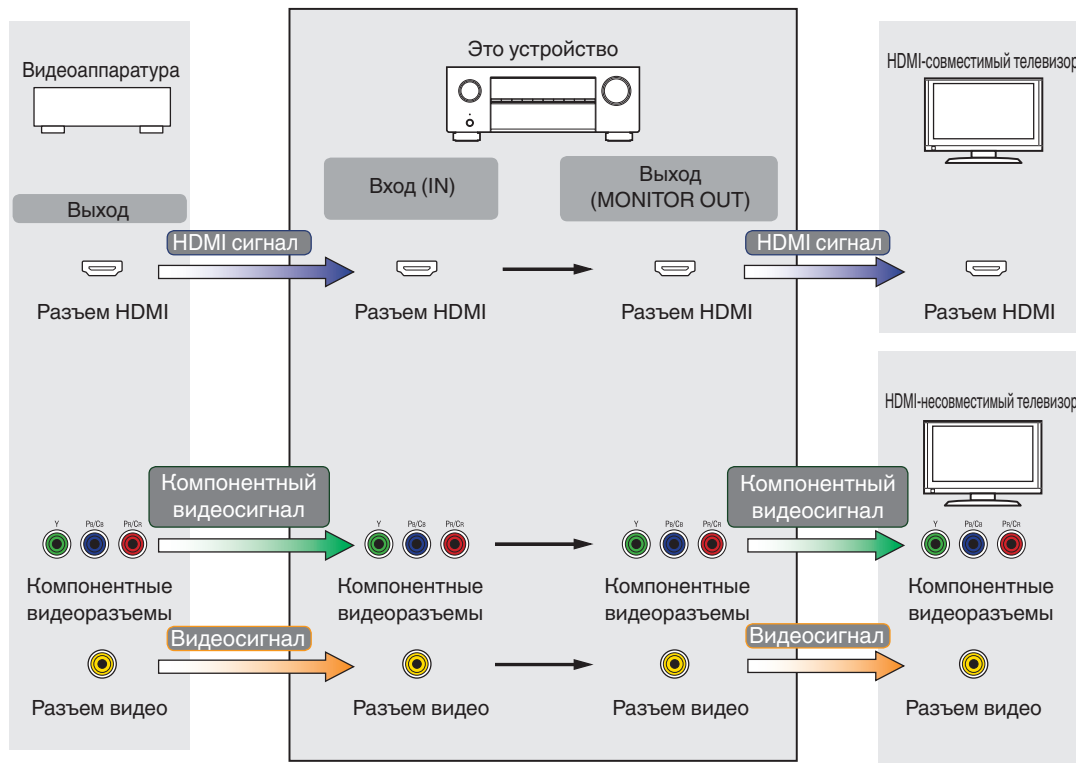 Видеоаппаратура
Это устройство
HDMI-совместимый телевизор
Выход
Вход (IN)
Выход
(MONITOR OUT)
HDMI сигнал
HDMI сигнал
Разъем HDMI
Разъем HDMI
Разъем HDMI
Разъем HDMI
HDMI-несовместимый телевизор
Компонентный
видеосигнал
Компонентный
видеосигнал
Y PB/CB PR/CR
Y PB/CB PR/CR
Y PB/CB PR/CR
Y PB/CB PR/CR
Компонентные
видеоразъемы
Компонентные
видеоразъемы
Компонентные
видеоразъемы
Компонентные
видеоразъемы
Видеосигнал
Видеосигнал
Разъем видео
Разъем видео
Разъем видео
Разъем видео